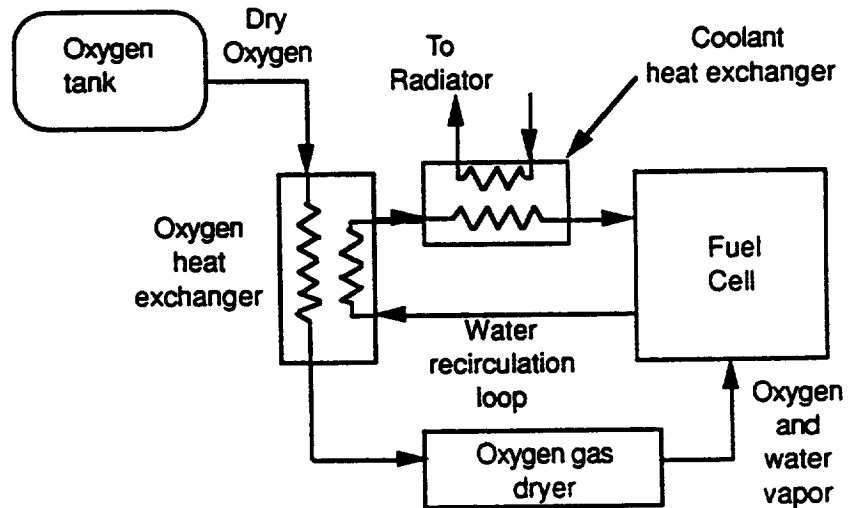 Oxygen
tank
Dry
Oxygen
To
Radiator
Coolant
heat exchanger
Oxygen
heat
exchanger
Fuel
Cell
Water
recirculation
loop
Oxygen gas
dryer
Oxygen
and
water
vapor